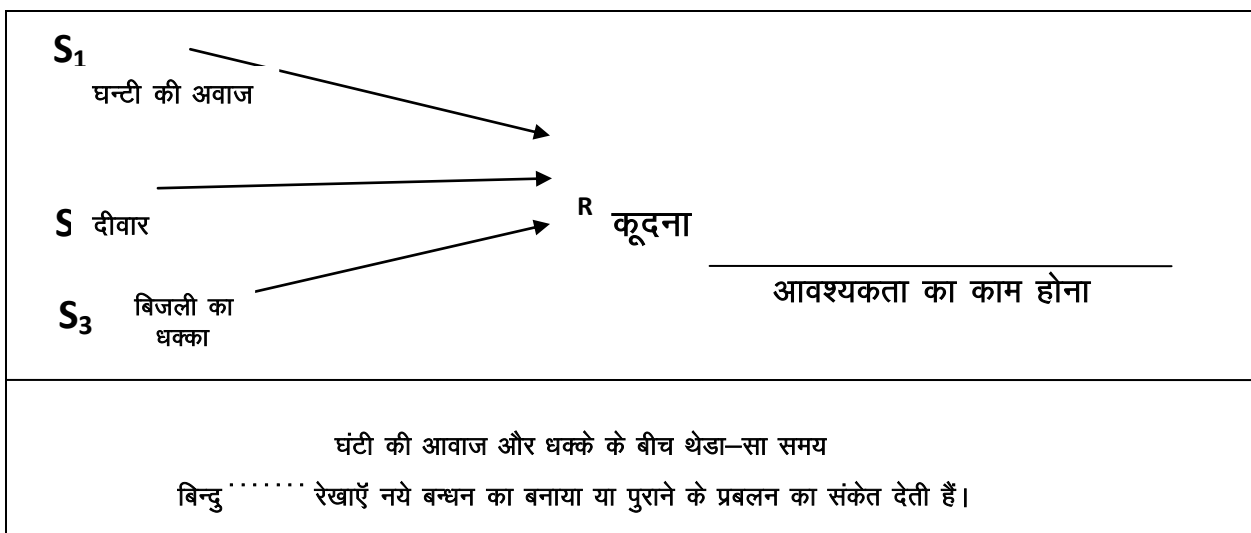 S₁
घन्टी की अवाज
S दीवार
R कूदना
आवश्यकता का काम होना
S₃ बिजली का
धक्का
घंटी की आवाज और धक्के के बीच थेडा–सा समय
बिन्दु ....... रेखाएॅ नये बन्धन का बनाया या पुराने के प्रबलन का संकेत देती हैं।